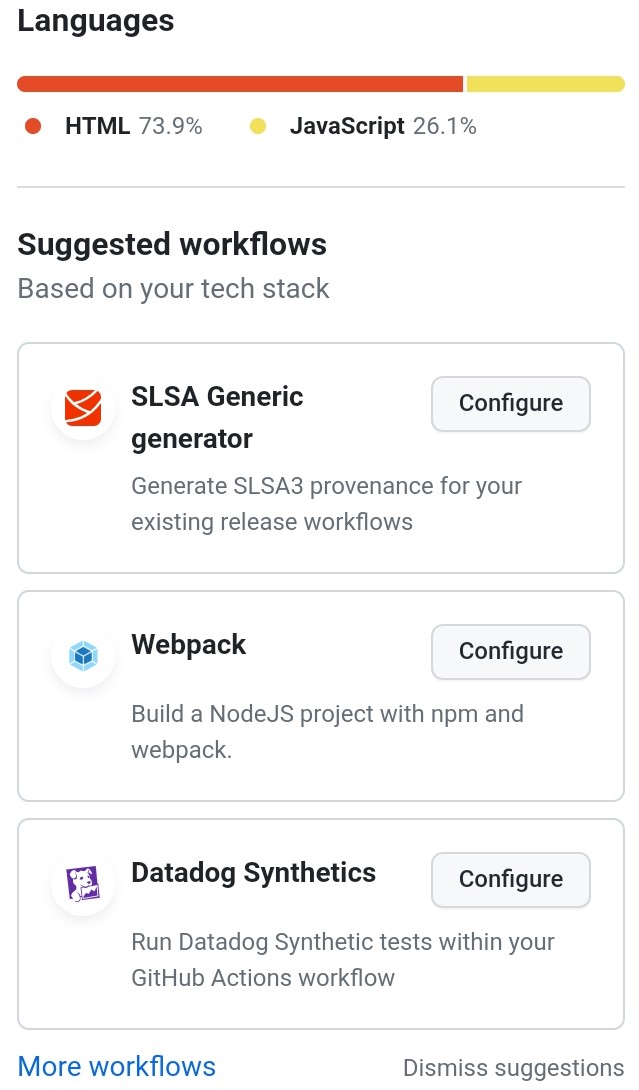 Languages
HTML 73.9% JavaScript 26.1%
Suggested workflows
Based on your tech stack
SLSA Generic
generator
Configure
Generate SLSA3 provenance for your
existing release workflows
Webpack
Configure
Build a NodeJS project with npm and
webpack.
Datadog Synthetics
Configure
Run Datadog Synthetic tests within your
GitHub Actions workflow
More workflows
Dismiss suggestions